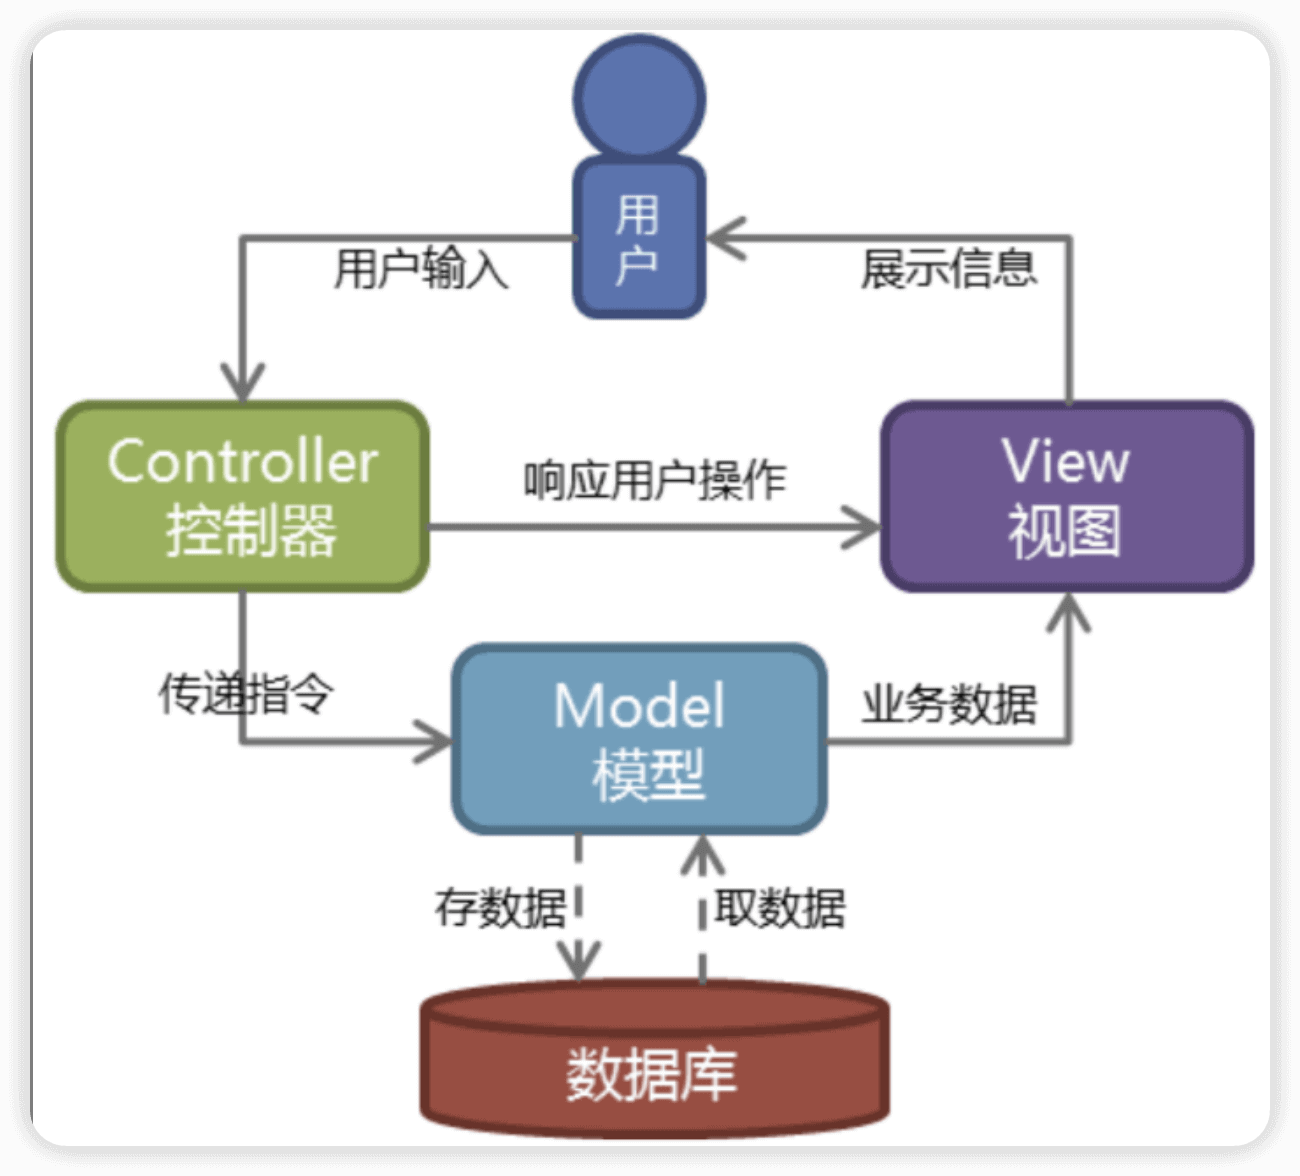 用
户
用户输入
展示信息
Controller
控制器
响应用户操作
View
视图
传递指令
Model
模型
业务数据
存数据
取数据
数据库